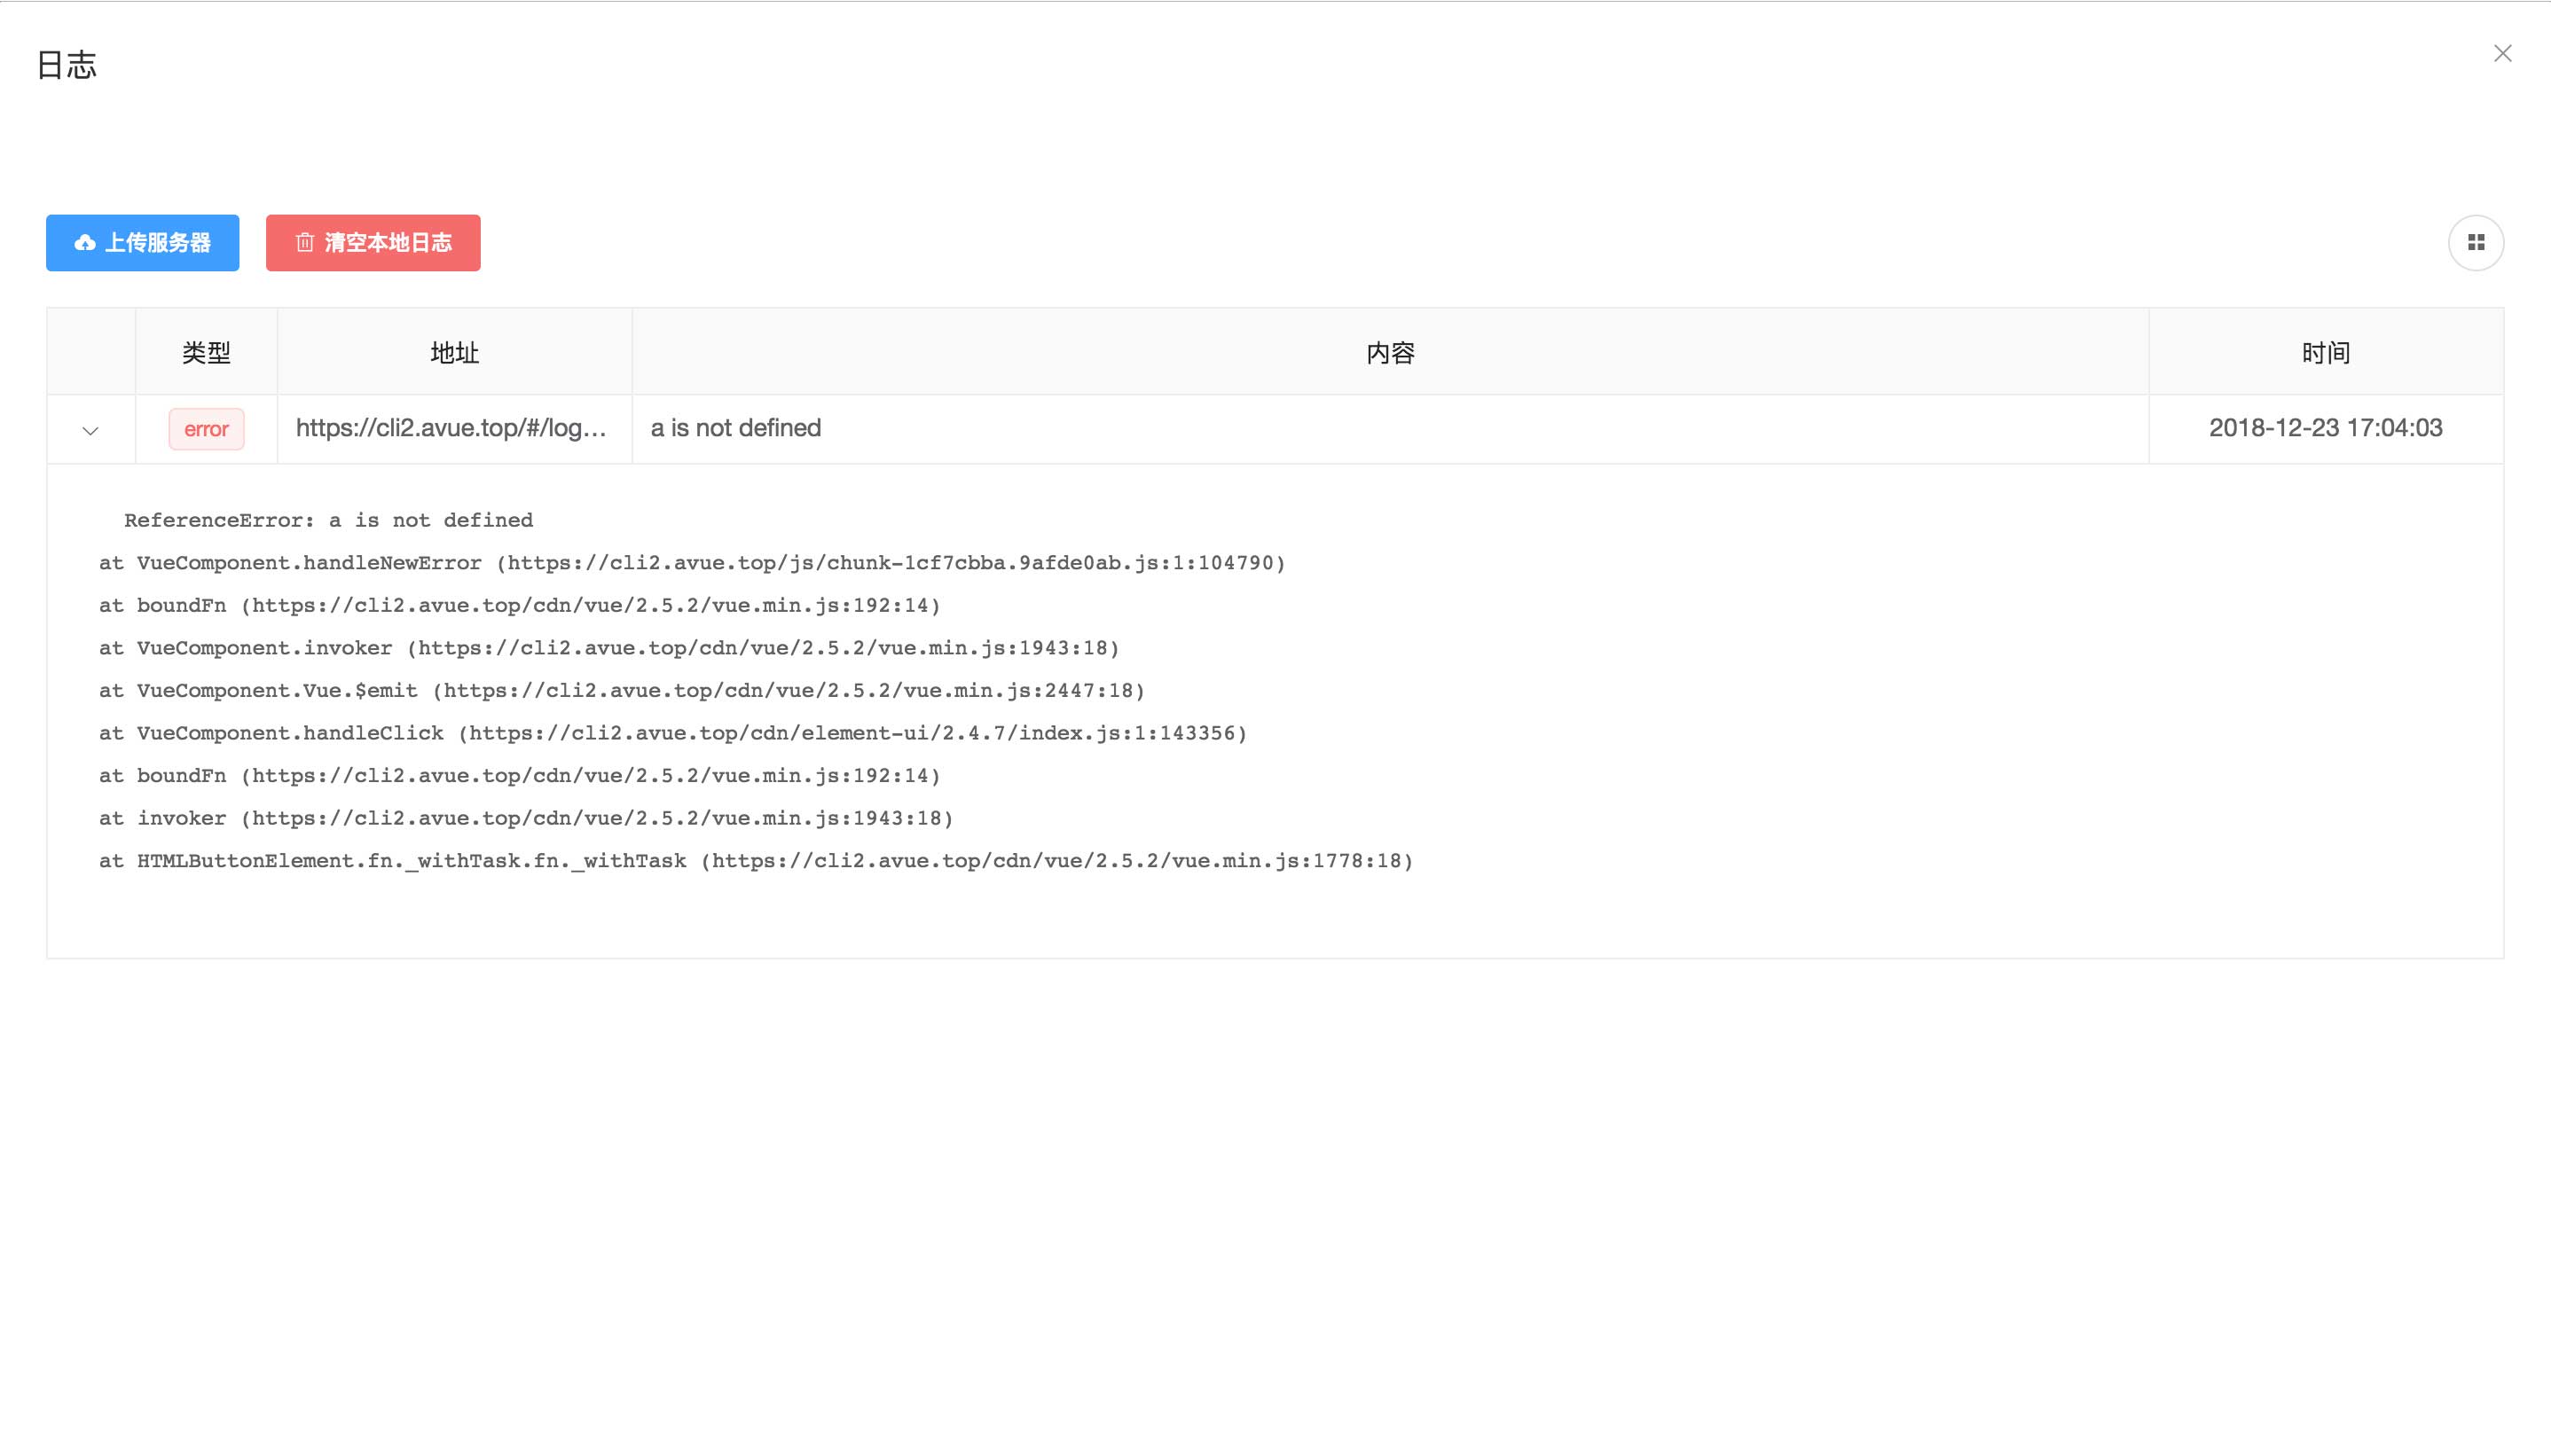 日志
上传服务器 清空本地日志
类型 地址 内容 时间
error https://cli2.avue.top/#/log... a is not defined 2018-12-23 17:04:03
ReferenceError: a is not defined
at VueComponent.handleNewError (https://cli2.avue.top/js/chunk-1cf7cbba.9afde0ab.js:1:104790)
at boundFn (https://cli2.avue.top/cdn/vue/2.5.2/vue.min.js:192:14)
at VueComponent.invoker (https://cli2.avue.top/cdn/vue/2.5.2/vue.min.js:1943:18)
at VueComponent.Vue.$emit (https://cli2.avue.top/cdn/vue/2.5.2/vue.min.js:2447:18)
at VueComponent.handleClick (https://cli2.avue.top/cdn/element-ui/2.4.7/index.js:1:143356)
at boundFn (https://cli2.avue.top/cdn/vue/2.5.2/vue.min.js:192:14)
at invoker (https://cli2.avue.top/cdn/vue/2.5.2/vue.min.js:1943:18)
at HTMLButtonElement.fn._withTask.fn._withTask (https://cli2.avue.top/cdn/vue/2.5.2/vue.min.js:1778:18)